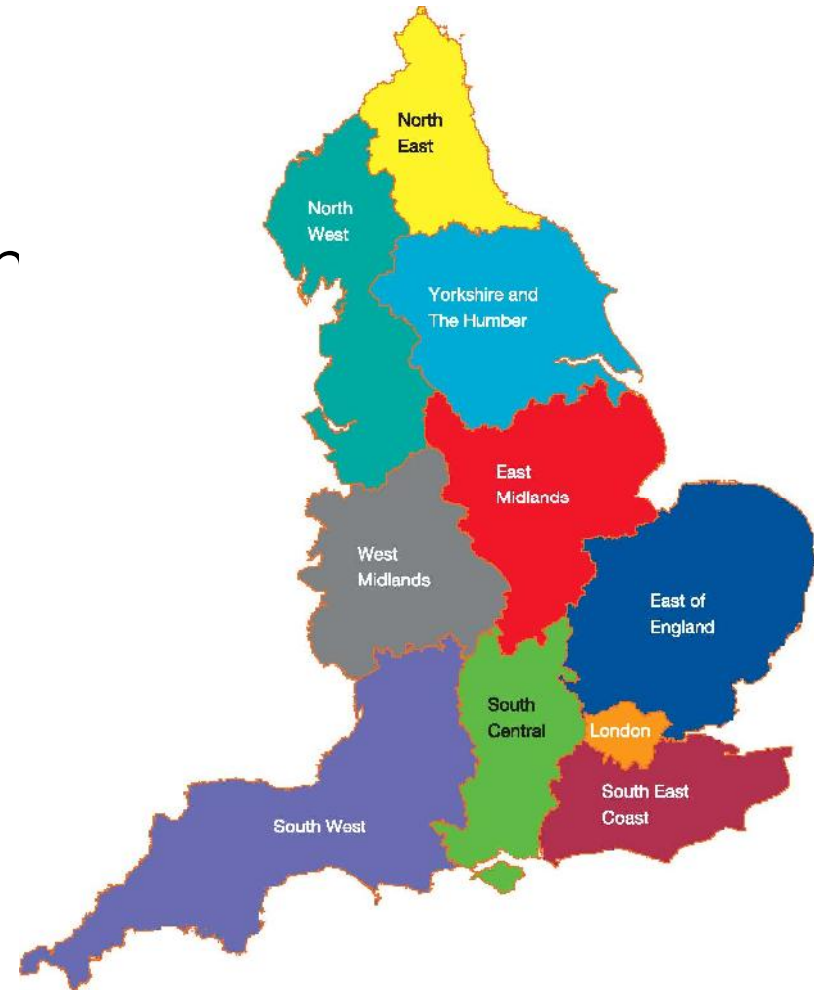 North
East
North
West
Yorkshire and
The Humber
East
Midlands
West
Midlands
East of
England
South
Central
London
South East
Coast
South West